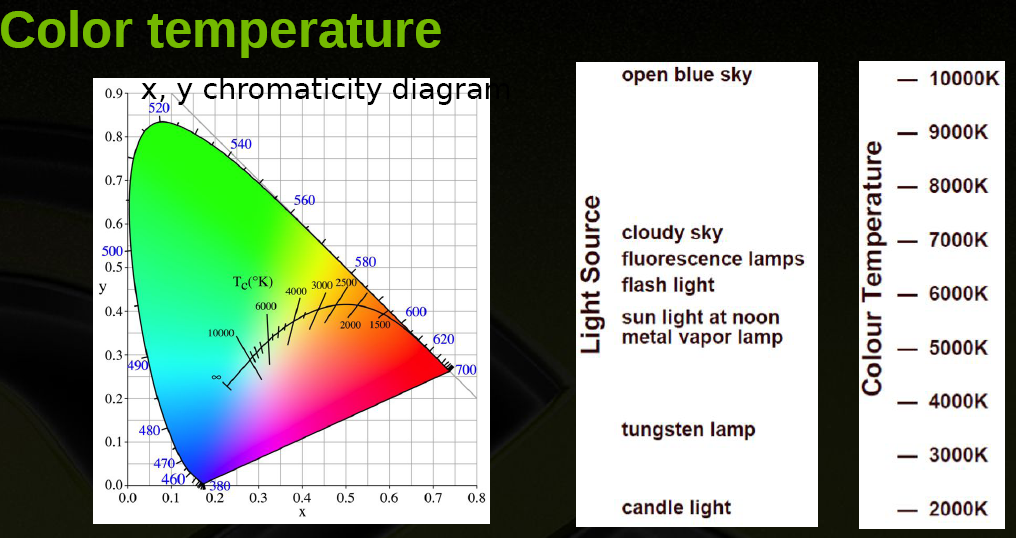 Color temperature
x, y chromaticity diagram
0.9
520
0.8
540
0.7
560
0.6
500
580
0.5
y
Tc(°K)
4000
3000
2500
6000
0.4
600
10000
2000
1500
620
0.3
490
∞
700
0.2
480
0.1
470
460
380
0.0
0.0
0.1
0.2
0.3
0.4
0.5
0.6
0.7
0.8
x
Light Source
open blue sky
cloudy sky
fluorescence lamps
flash light
sun light at noon
metal vapor lamp
tungsten lamp
candle light
Colour Temperature
10000K
9000K
8000K
7000K
6000K
5000K
4000K
3000K
2000K